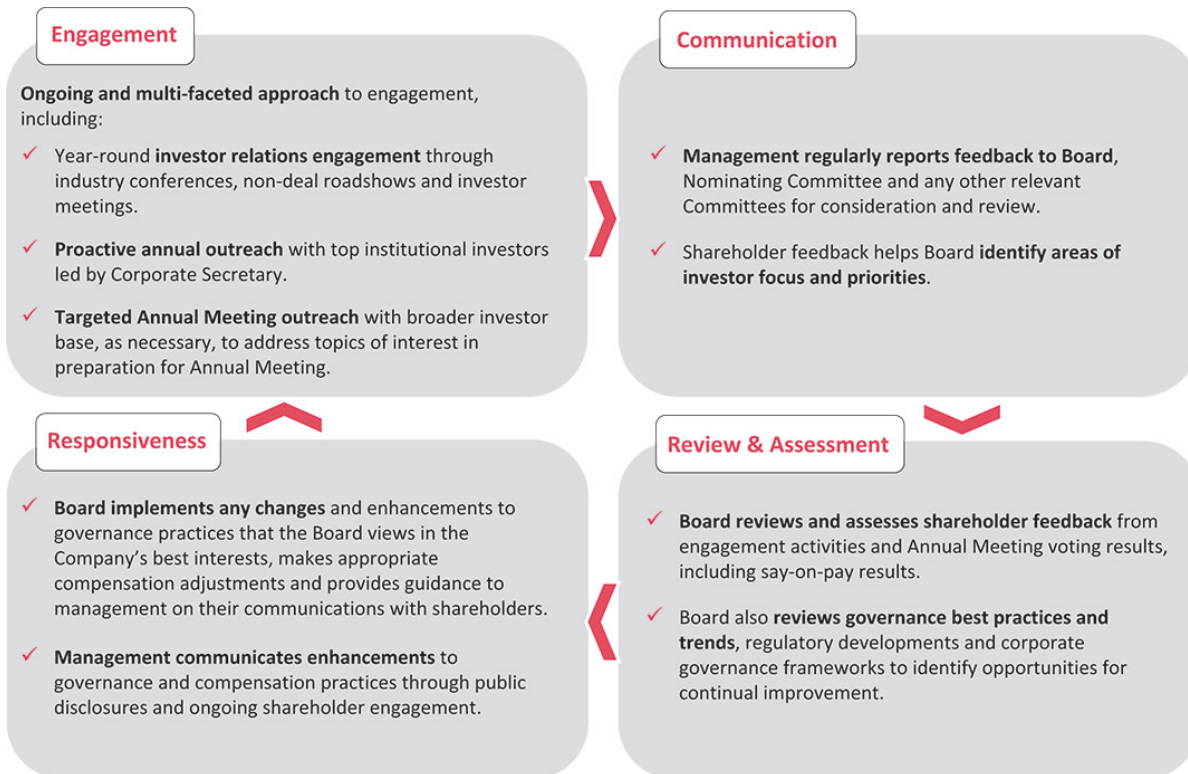 Engagement
Ongoing and multi-faceted approach to engagement,
including:
✓ Year-round investor relations engagement through
industry conferences, non-deal roadshows and investor
meetings.
✓ Proactive annual outreach with top institutional investors
led by Corporate Secretary.
✓ Targeted Annual Meeting outreach with broader investor
base, as necessary, to address topics of interest in
preparation for Annual Meeting.
Communication
✓ Management regularly reports feedback to Board,
Nominating Committee and any other relevant
Committees for consideration and review.
✓ Shareholder feedback helps Board identify areas of
investor focus and priorities.
Review & Assessment
✓ Board reviews and assesses shareholder feedback from
engagement activities and Annual Meeting voting results,
including say-on-pay results.
✓ Board also reviews governance best practices and
trends, regulatory developments and corporate
governance frameworks to identify opportunities for
continual improvement.
Responsiveness
✓ Board implements any changes and enhancements to
governance practices that the Board views in the
Company’s best interests, makes appropriate
compensation adjustments and provides guidance to
management on their communications with shareholders.
✓ Management communicates enhancements to
governance and compensation practices through public
disclosures and ongoing shareholder engagement.